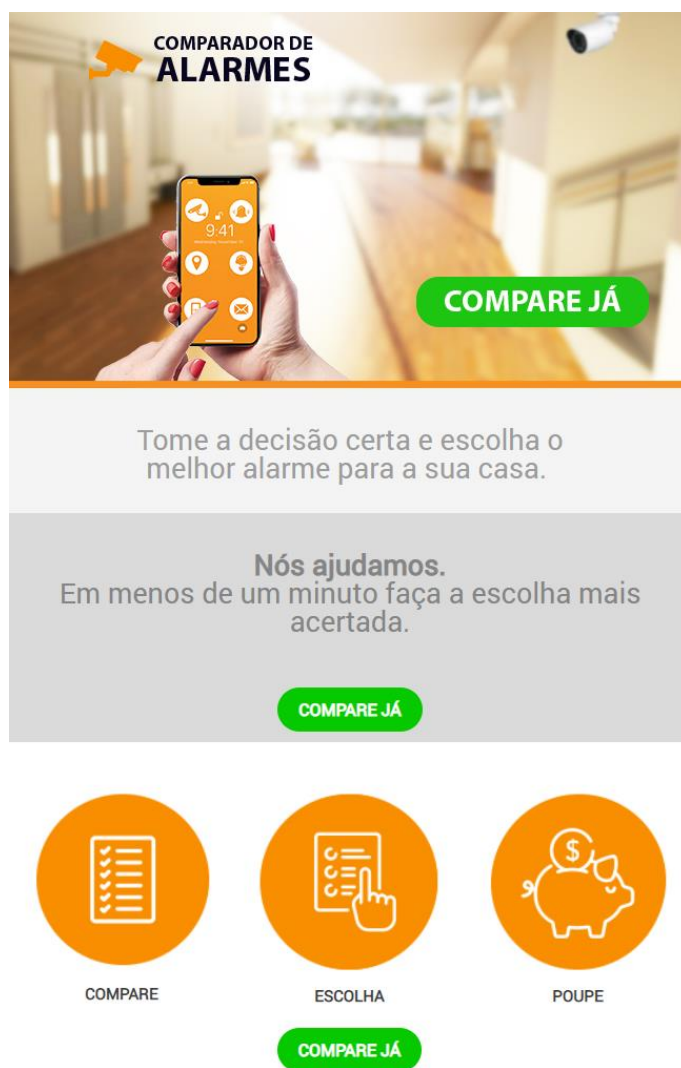 COMPARADOR DE
ALARMES
9:41
COMPARE JÁ
Tome a decisão certa e escolha o
melhor alarme para a sua casa.
Nós ajudamos.
Em menos de um minuto faça a escolha mais
acertada.
COMPARE JÁ
$
COMPARE
ESCOLHA
POUPE
COMPARE JÁ